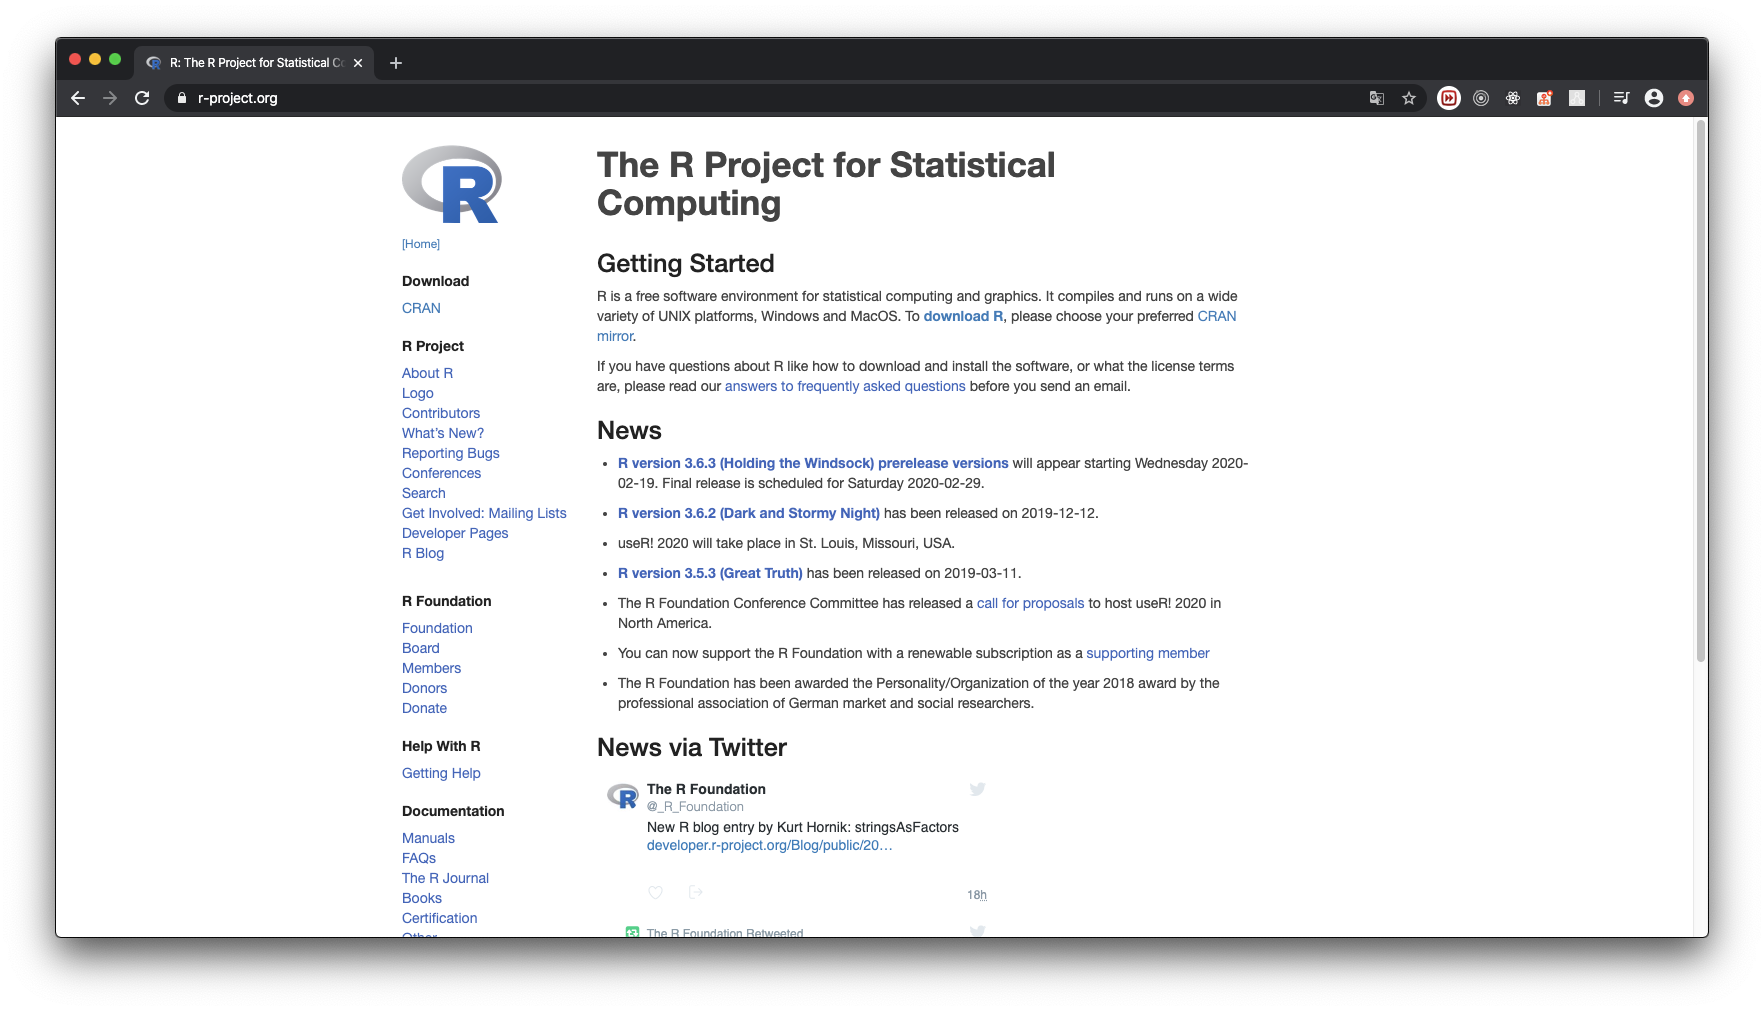 R: The R Project for Statistical Co
r-project.org
R
[Home]
Download
CRAN
R Project
About R
Logo
Contributors
What's New?
Reporting Bugs
Conferences
Search
Get Involved: Mailing Lists
Developer Pages
R Blog
R Foundation
Foundation
Board
Members
Donors
Donate
Help With R
Getting Help
Documentation
Manuals
FAQs
The R Journal
Books
Certification
Other
The R Project for Statistical
Computing
Getting Started
R is a free software environment for statistical computing and graphics. It compiles and runs on a wide
variety of UNIX platforms, Windows and MacOS. To download R, please choose your preferred CRAN
mirror.
If you have questions about R like how to download and install the software, or what the license terms
are, please read our answers to frequently asked questions before you send an email.
News
• R version 3.6.3 (Holding the Windsock) prerelease versions will appear starting Wednesday 2020-
02-19. Final release is scheduled for Saturday 2020-02-29.
• R version 3.6.2 (Dark and Stormy Night) has been released on 2019-12-12.
• useR! 2020 will take place in St. Louis, Missouri, USA.
• R version 3.5.3 (Great Truth) has been released on 2019-03-11.
• The R Foundation Conference Committee has released a call for proposals to host useR! 2020 in
North America.
• You can now support the R Foundation with a renewable subscription as a supporting member
• The R Foundation has been awarded the Personality/Organization of the year 2018 award by the
professional association of German market and social researchers.
News via Twitter
The R Foundation
@_R_Foundation
New R blog entry by Kurt Hornik: stringsAsFactors
developer.r-project.org/Blog/public/20…
18h
The R Foundation Retweeted